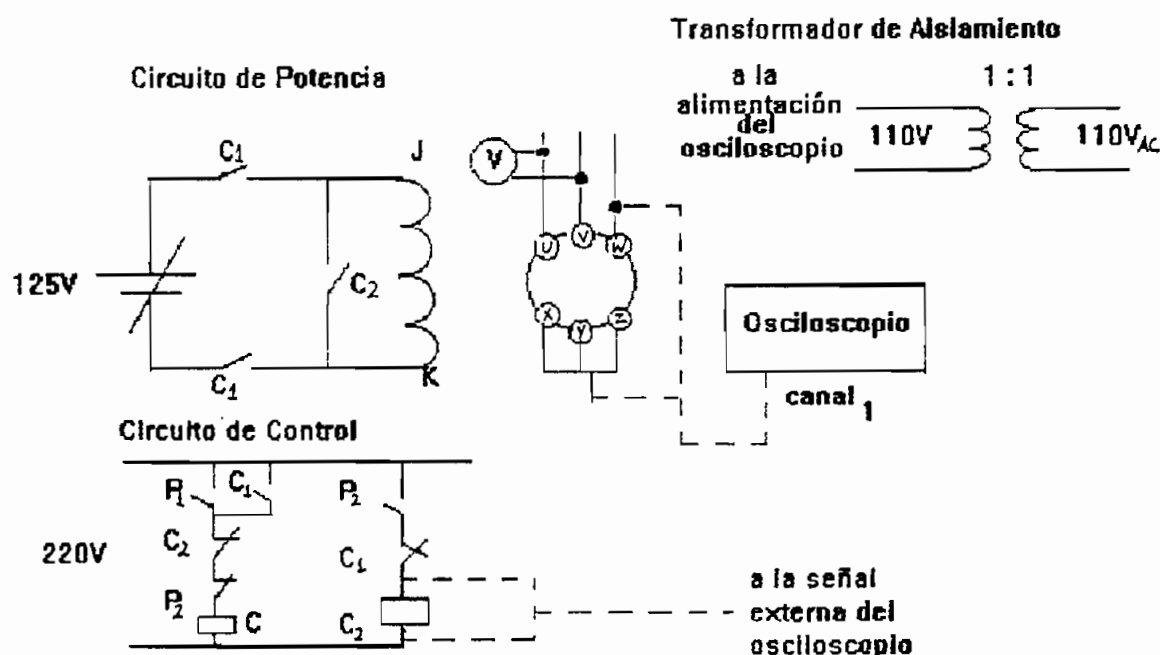 Transformador de Aislamiento
Circuito de Potencia
a la
alimentación
del
osciloscopio
1 : 1
110V
110V AC
C1
J
V
U
V
W
125V
C2
X
Y
Z
Osciloscopio
C1
K
canal 1
Circuito de Control
P1
C1
P2
C2
220V
C1
P2
C
C2
a la señal
externa del
osciloscopio